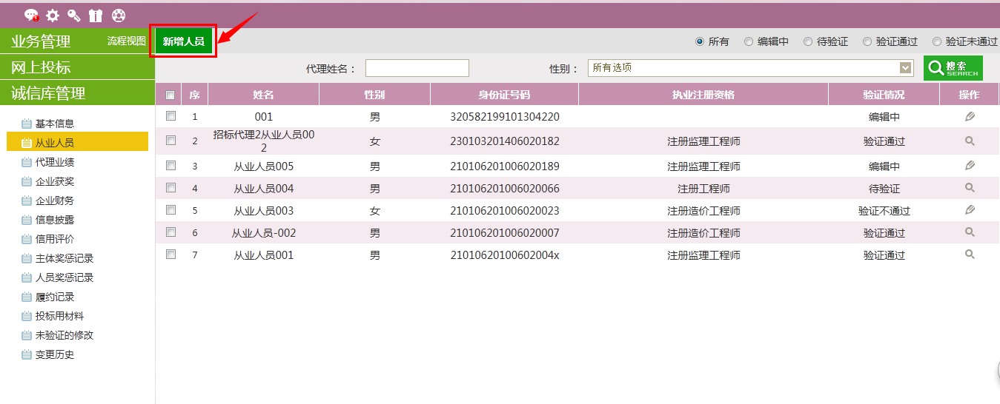 业务管理 流程视图 新增人员 所有 编辑中 待验证 验证通过 验证未通过
网上投标 代理姓名： 性别： 所有选项 搜索 SEARCH
诚信库管理 序 姓名 性别 身份证号码 执业注册资格 验证情况 操作
1 001 男 320582199101304220 编辑中
2 招标代理2从业人员00
2 女 230103201406020182 注册监理工程师 验证通过
3 从业人员005 男 210106201006020189 注册监理工程师 编辑中
4 从业人员004 男 210106201006020066 注册工程师 待验证
5 从业人员003 女 210106201006020023 注册造价工程师 验证不通过
6 从业人员-002 男 210106201006020007 注册造价工程师 验证通过
7 从业人员001 男 21010620100602004x 注册监理工程师 验证通过
基本信息
从业人员
代理业绩
企业获奖
企业财务
信息披露
信用评价
主体奖惩记录
人员奖惩记录
履约记录
投标用材料
未验证的修改
变更历史